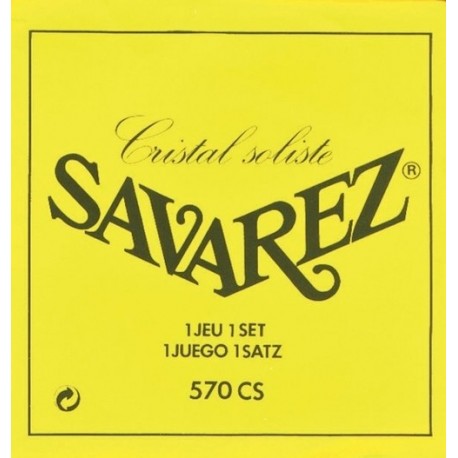 Cristal soliste
SAVAREZ®
1 JEU 1 SET
1 JUEGO 1 SATZ
570 CS